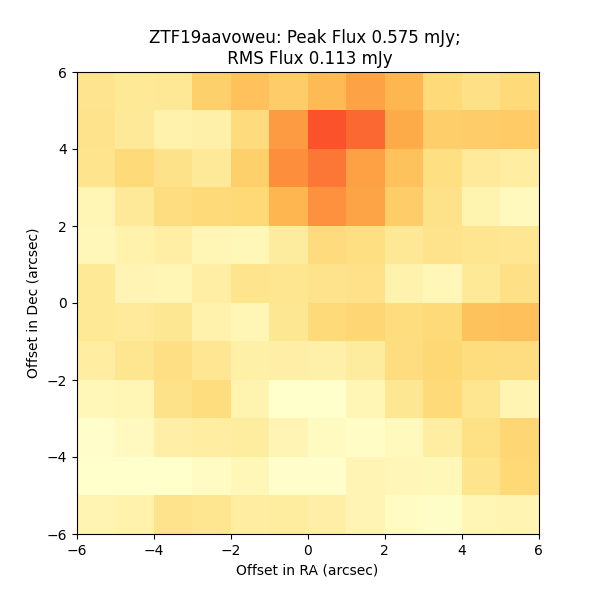 ZTF19aavoweu: Peak Flux 0.575 mJy;
RMS Flux 0.113 mJy
6
4
2
0
−2
−4
−6
Offset in Dec (arcsec)
−6 −4 −2 0 2 4 6
Offset in RA (arcsec)